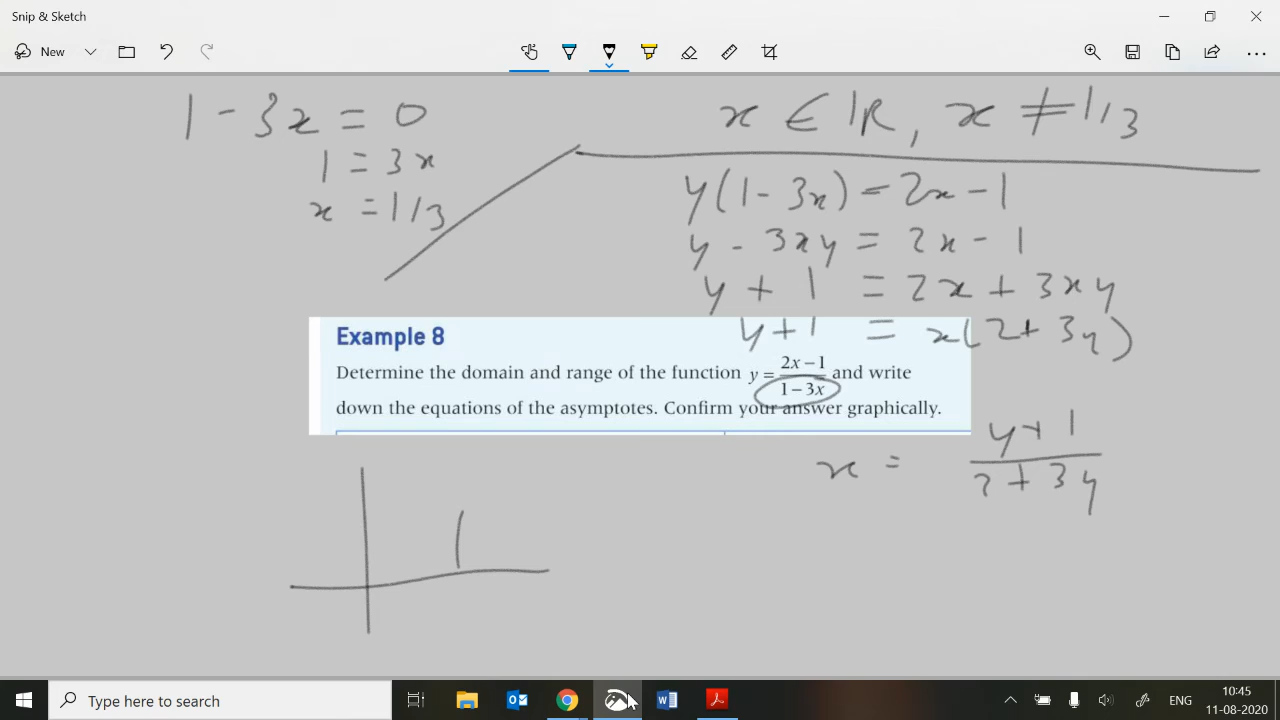 Snip & Sketch
New
1 - 3x = 0
1 = 3x
x = 1/3
x ∈ ℝ, x ≠ 1/3
y(1 - 3x) = 2x - 1
y - 3xy = 2x - 1
y + 1 = 2x + 3xy
y + 1 = x(2 + 3y)
Example 8
Determine the domain and range of the function y = (2x − 1)/(1 − 3x) and write
down the equations of the asymptotes. Confirm your answer graphically.
x = (y + 1)/(2 + 3y)
Type here to search
ENG
10:45
11-08-2020